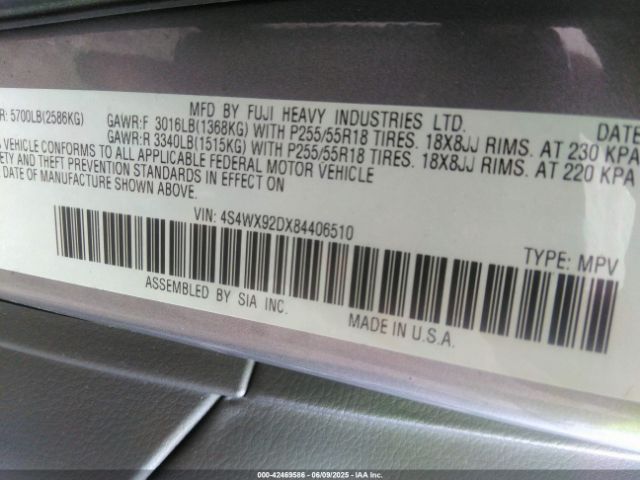 MFD BY FUJI HEAVY INDUSTRIES LTD. DATE
R: 5700LB(2586KG) GAWR:F 3016LB(1368KG) WITH P255/55R18 TIRES. 18X8JJ RIMS. AT 230 KPA
GAWR:R 3340LB(1515KG) WITH P255/55R18 TIRES. 18X8JJ RIMS. AT 220 KPA
VEHICLE CONFORMS TO ALL APPLICABLE FEDERAL MOTOR VEHICLE
ETY AND THEFT PREVENTION STANDARDS IN EFFECT ON
DATE OF MANUFACTURE SHOWN ABOVE.
VIN: 4S4WX92DX84406510
TYPE: MPV
ASSEMBLED BY SIA INC.
MADE IN U.S.A.
000-42469586 - 06/09/2025 - IAA Inc.